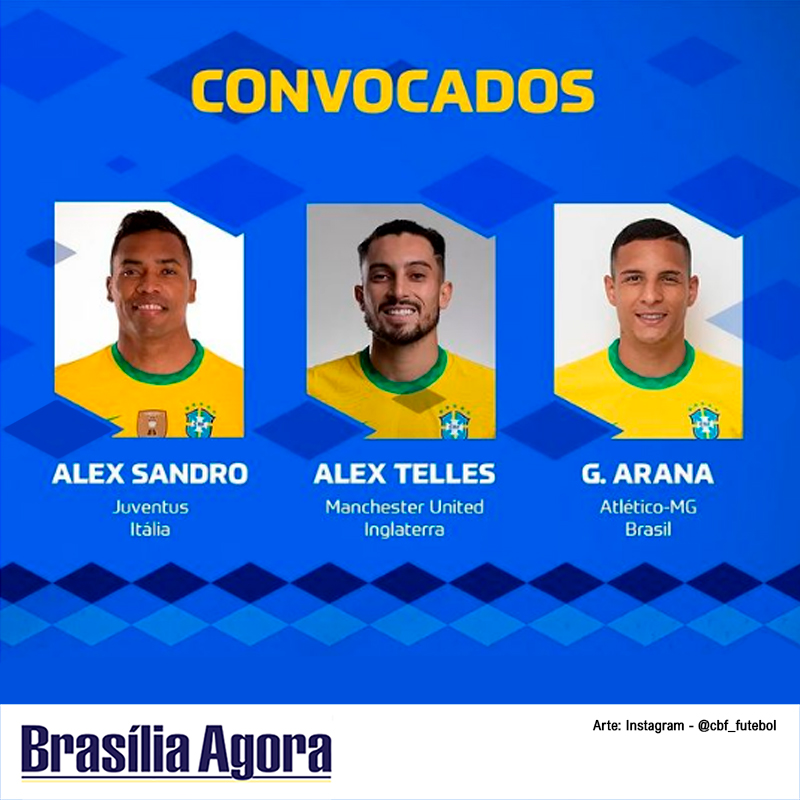 CONVOCADOS
ALEX SANDRO
Juventus
Itália
ALEX TELLES
Manchester United
Inglaterra
G. ARANA
Atlético-MG
Brasil
Arte: Instagram - @cbf_futebol
Brasília Agora